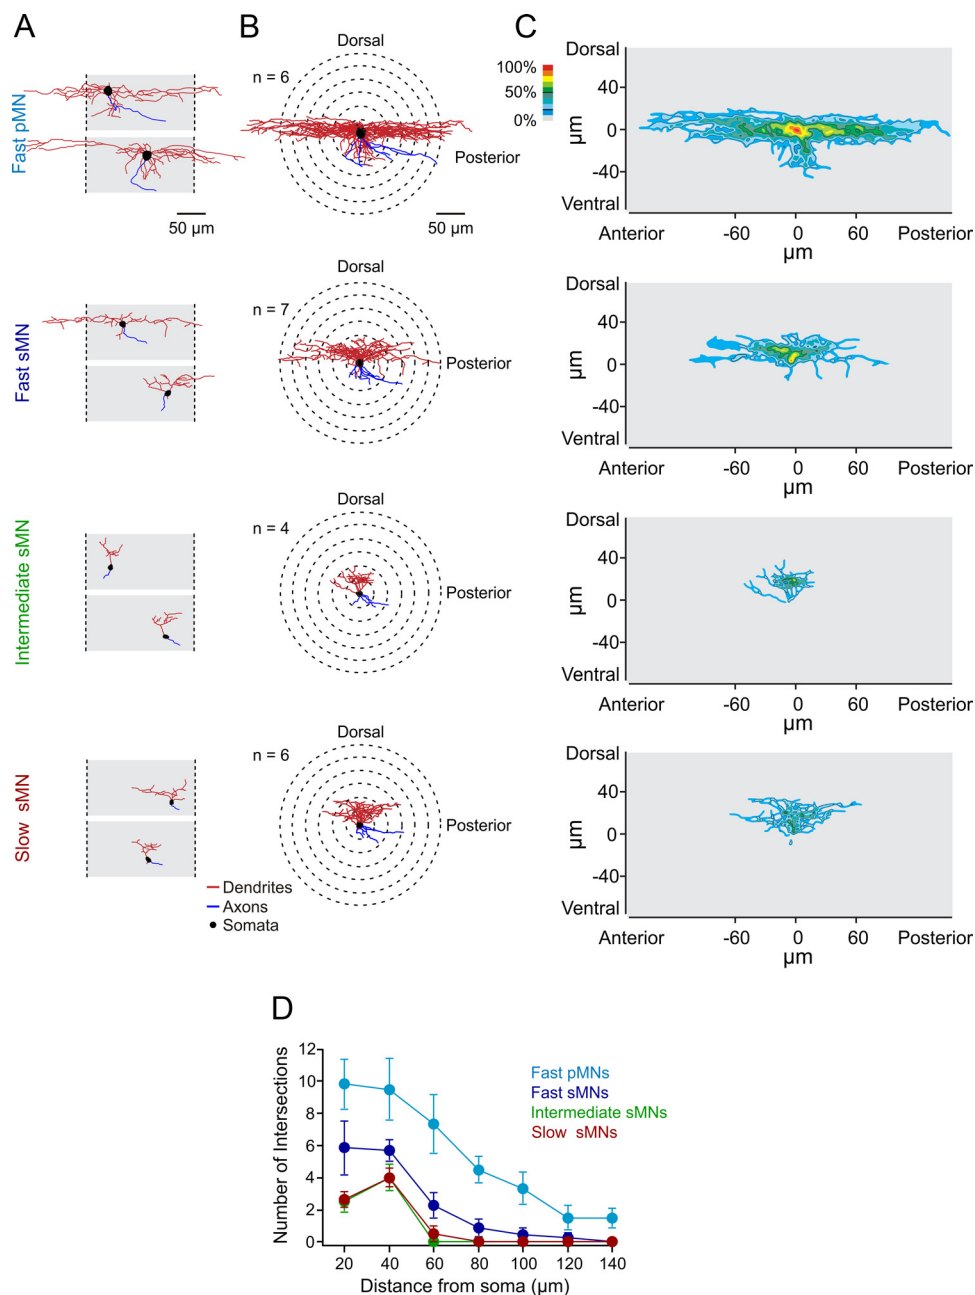 A
B
C
Fast pMN
50 µm
Dorsal
n = 6
Posterior
50 µm
100%
50%
0%
Dorsal
40
0
-40
Ventral
µm
Anterior
-60
0
60
Posterior
µm
Fast sMN
Dorsal
n = 7
Posterior
Dorsal
40
0
-40
Ventral
µm
Anterior
-60
0
60
Posterior
µm
Intermediate sMN
Dorsal
n = 4
Posterior
Dorsal
40
0
-40
Ventral
µm
Anterior
-60
0
60
Posterior
µm
Slow sMN
Dorsal
n = 6
Posterior
Dendrites
Axons
Somata
Dorsal
40
0
-40
Ventral
µm
Anterior
-60
0
60
Posterior
µm
D
Number of Intersections
12
10
8
6
4
2
0
20 40 60 80 100 120 140
Distance from soma (µm)
Fast pMNs
Fast sMNs
Intermediate sMNs
Slow sMNs